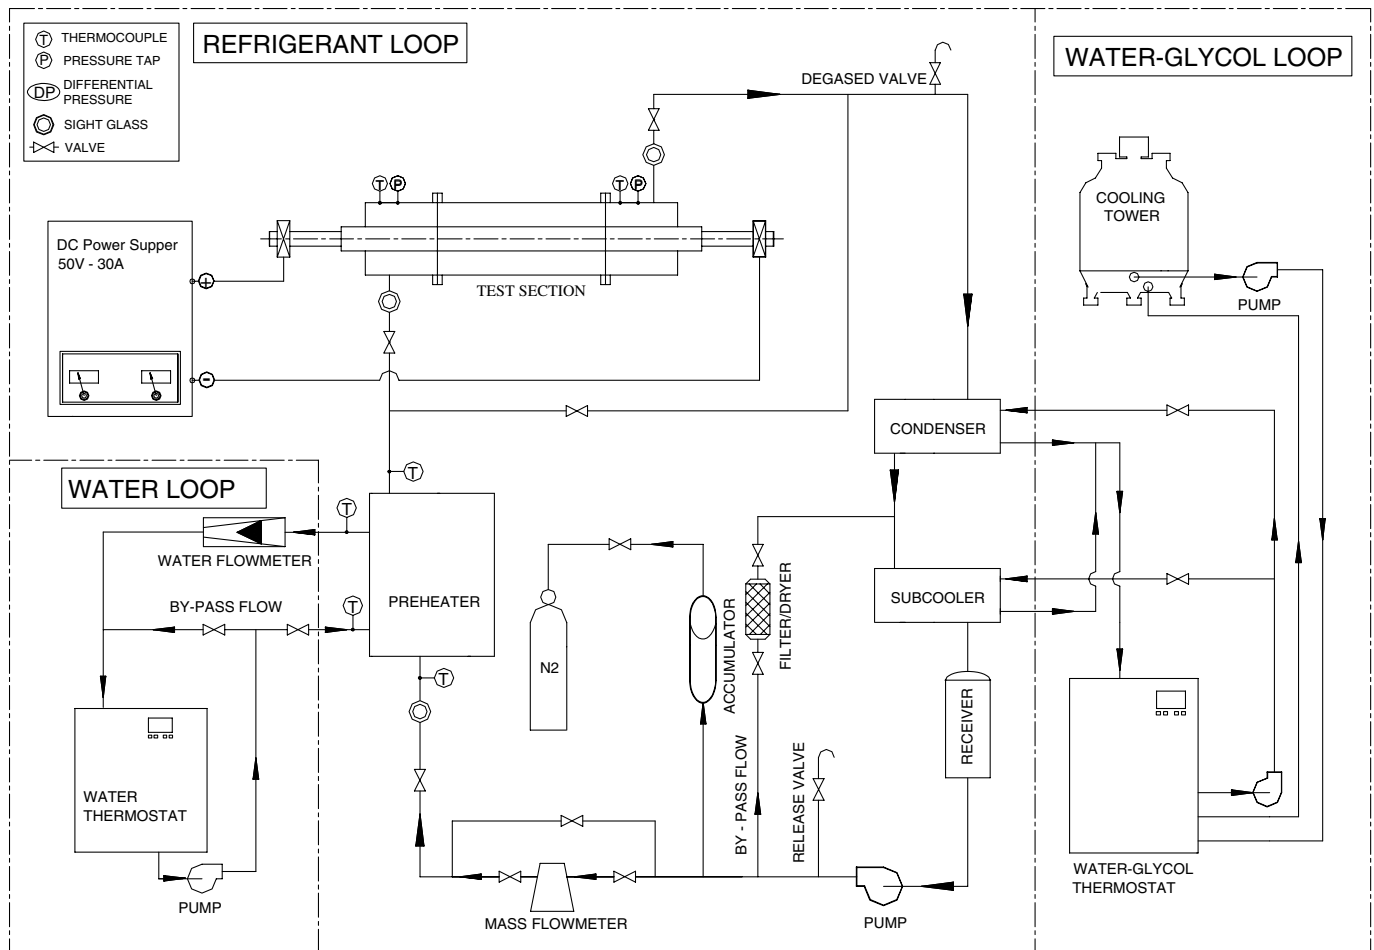 T THERMOCOUPLE
P PRESSURE TAP
DP DIFFERENTIAL
PRESSURE
SIGHT GLASS
VALVE
REFRIGERANT LOOP
WATER-GLYCOL LOOP
DEGASED VALVE
T P
T P
COOLING
TOWER
PUMP
DC Power Supper
50V - 30A
+
-
TEST SECTION
CONDENSER
T
WATER LOOP
T
WATER FLOWMETER
BY-PASS FLOW
T
PREHEATER
T
N2
ACCUMULATOR
FILTER/DRYER
SUBCOOLER
RECEIVER
BY - PASS FLOW
RELEASE VALVE
WATER
THERMOSTAT
PUMP
MASS FLOWMETER
PUMP
WATER-GLYCOL
THERMOSTAT